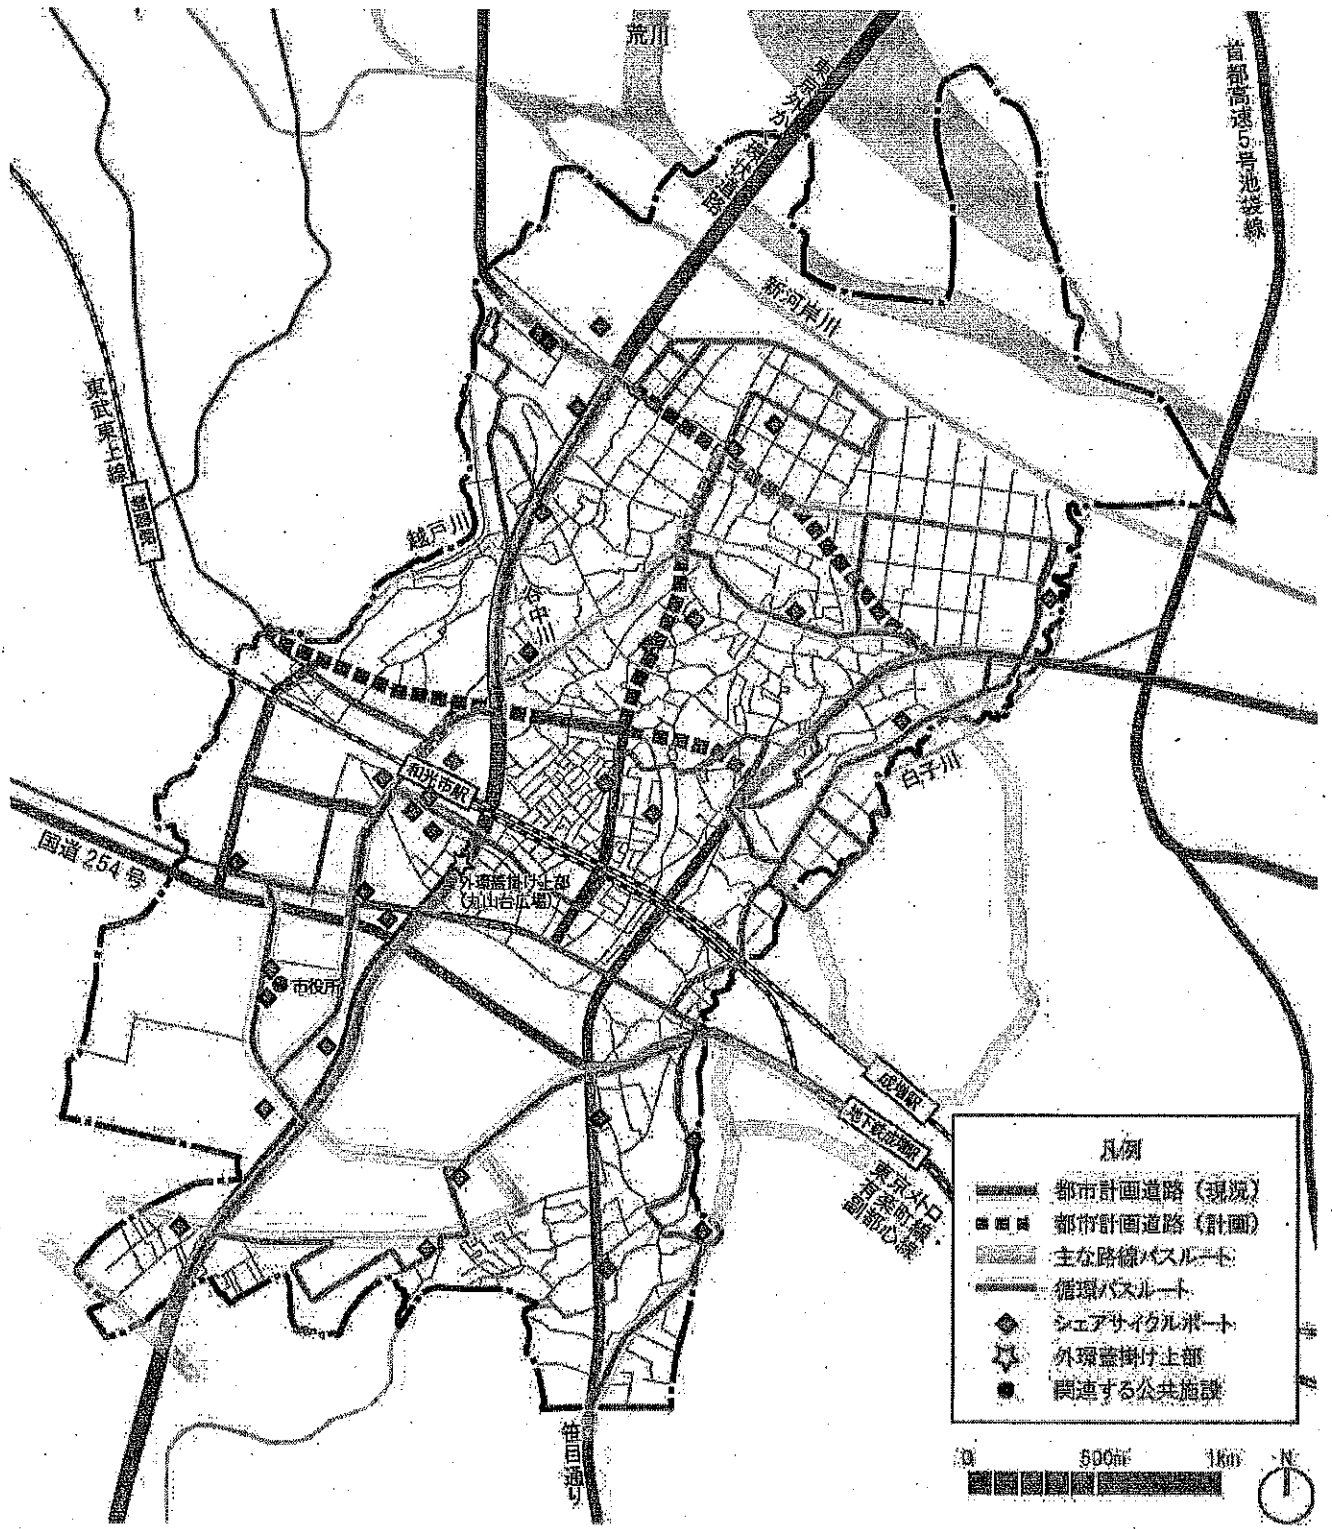 荒川
東京外かく環状道路
首都高速5号池袋線
新河岸川
東武東上線
朝霞駅
越戸川
谷中川
和光市駅
白子川
国道254号
外環蓋掛け上部
(丸山台広場)
市役所
成増駅
地下鉄成増駅
東京メトロ
有楽町線・
副都心線
笹目通り
凡例
都市計画道路(現況)
都市計画道路(計画)
主な路線バスルート
循環バスルート
シェアサイクルポート
外環蓋掛け上部
関連する公共施設
0 500m 1km
N